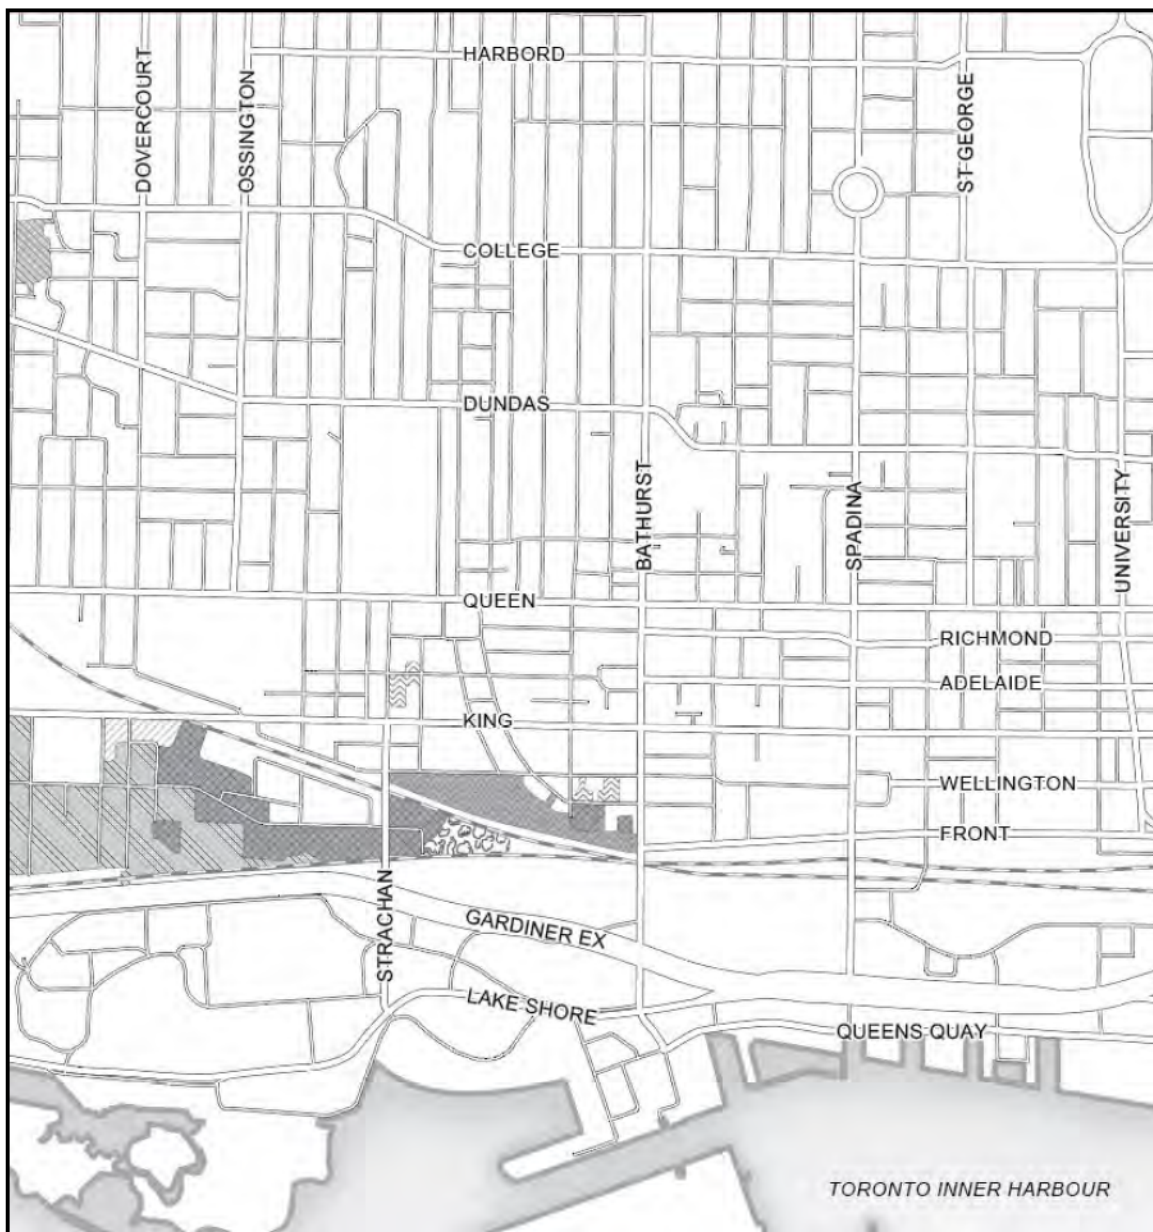 HARBORD
DOVERCOURT
OSSINGTON
ST GEORGE
COLLEGE
DUNDAS
BATHURST
SPADINA
UNIVERSITY
QUEEN
RICHMOND
ADELAIDE
KING
WELLINGTON
FRONT
STRACHAN
GARDINER EX
LAKE SHORE
QUEENS QUAY
TORONTO INNER HARBOUR